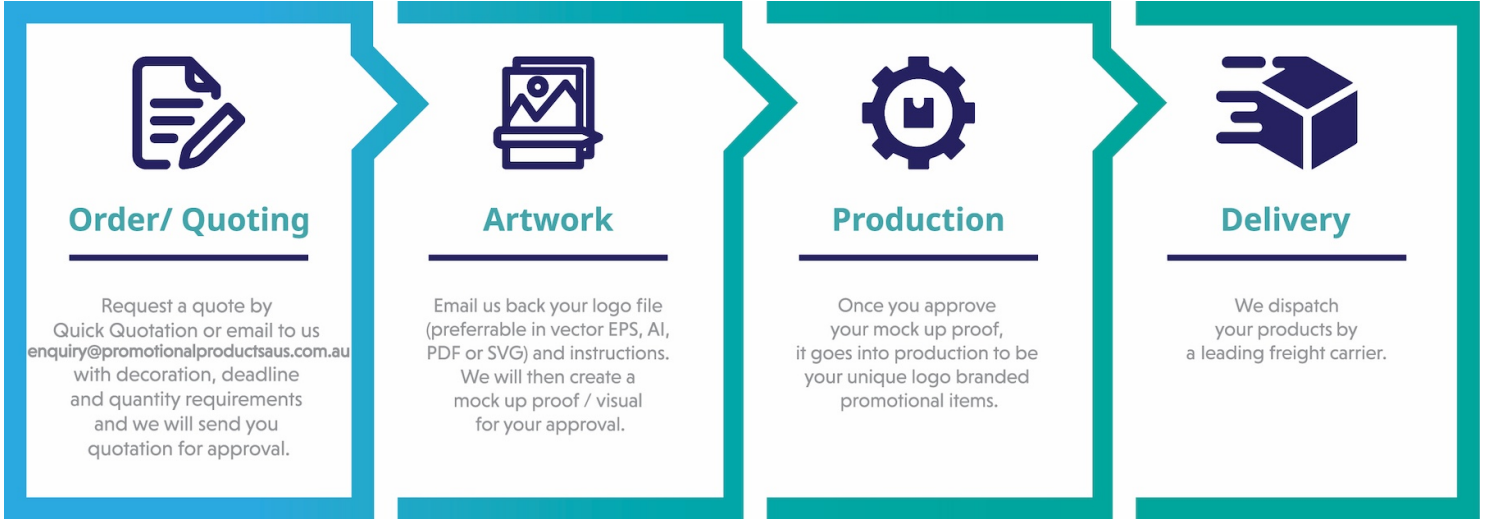 Order/ Quoting
Request a quote by
Quick Quotation or email to us
enquiry@promotionalproductsaus.com.au
with decoration, deadline
and quantity requirements
and we will send you
quotation for approval.
Artwork
Email us back your logo file
(preferrable in vector EPS, AI,
PDF or SVG) and instructions.
We will then create a
mock up proof / visual
for your approval.
Production
Once you approve
your mock up proof,
it goes into production to be
your unique logo branded
promotional items.
Delivery
We dispatch
your products by
a leading freight carrier.